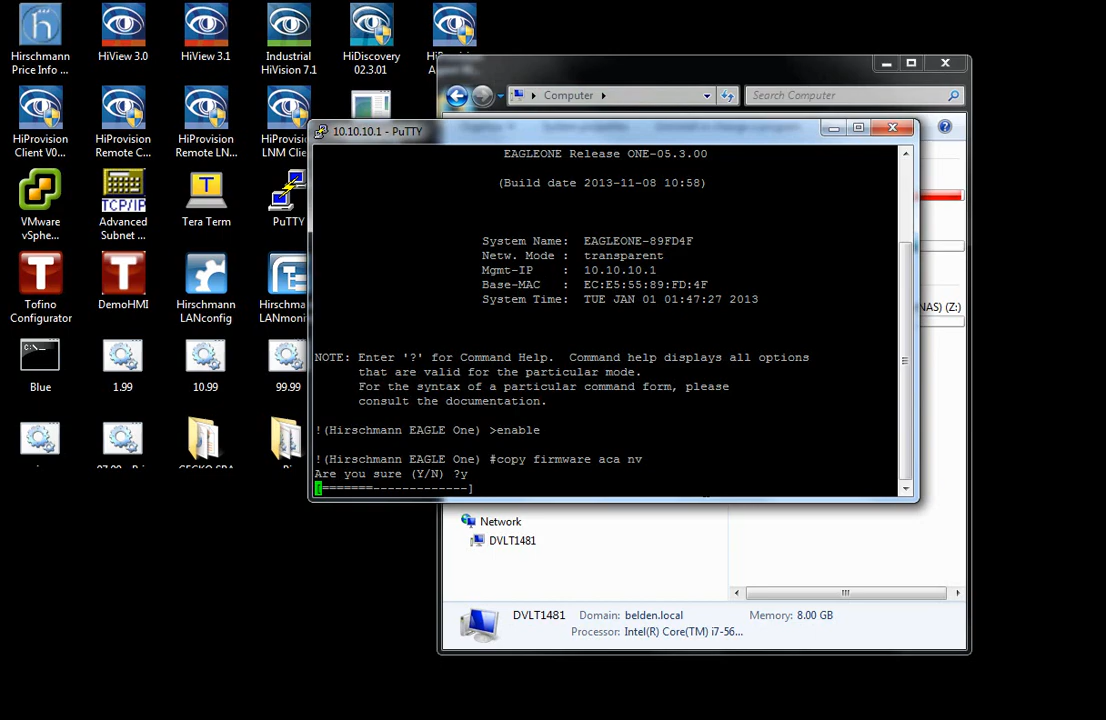 Hirschmann
Price Info ...
HiView 3.0
HiView 3.1
Industrial
HiVision 7.1
HiDiscovery
02.3.01
HiProvision
Client V0...
HiProvision
Remote C...
HiProvision
Remote LN...
HiProvision
LNM Clie
VMware
vSphe...
TCP/IP
Advanced
Subnet ...
Tera Term
PuTTY
Tofino
Configurator
DemoHMI
Hirschmann
LANconfig
Hirschma
LANmoni
C:\_
Blue
1.99
10.99
99.99
Computer
Search Computer
10.10.10.1 - PuTTY
EAGLEONE Release ONE-05.3.00
(Build date 2013-11-08 10:58)
System Name: EAGLEONE-89FD4F
Netw. Mode : transparent
Mgmt-IP : 10.10.10.1
Base-MAC : EC:E5:55:89:FD:4F
System Time: TUE JAN 01 01:47:27 2013
NOTE: Enter '?' for Command Help. Command help displays all options
that are valid for the particular mode.
For the syntax of a particular command form, please
consult the documentation.
!(Hirschmann EAGLE One) >enable
!(Hirschmann EAGLE One) #copy firmware aca nv
Are you sure (Y/N) ?y
[=======-------------]
NAS) (Z:)
Network
DVLT1481
DVLT1481 Domain: belden.local Memory: 8.00 GB
Processor: Intel(R) Core(TM) i7-56...